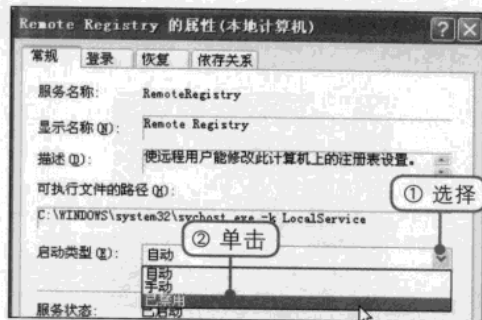 Remote Registry 的属性(本地计算机)
常规 登录 恢复 依存关系
服务名称: RemoteRegistry
显示名称(N): Remote Registry
描述(D): 使远程用户能修改此计算机上的注册表设置。
可执行文件的路径(H):
① 选择
C:\WINDOWS\system32\svchost.exe -k LocalService
② 单击
启动类型(E): 自动
自动
手动
已禁用
服务状态: 已启动